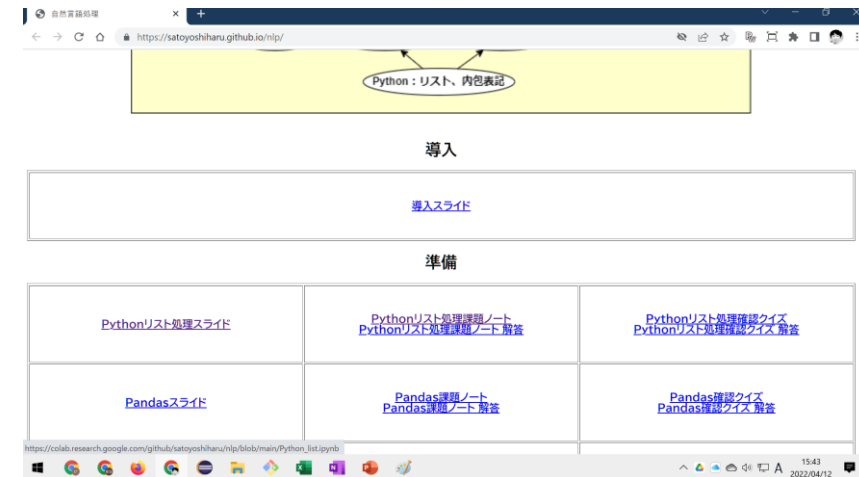 自然言語処理
https://satoyoshiharu.github.io/nlp/
Python：リスト、内包表記
導入
導入スライド
準備
Pythonリスト処理スライド
Pythonリスト処理課題ノート
Pythonリスト処理課題ノート 解答
Pythonリスト処理確認クイズ
Pythonリスト処理確認クイズ 解答
Pandasスライド
Pandas課題ノート
Pandas課題ノート 解答
Pandas確認クイズ
Pandas確認クイズ 解答
https://colab.research.google.com/github/satoyoshiharu/nlp/blob/main/Python_list.ipynb
A
15:43
2022/04/12